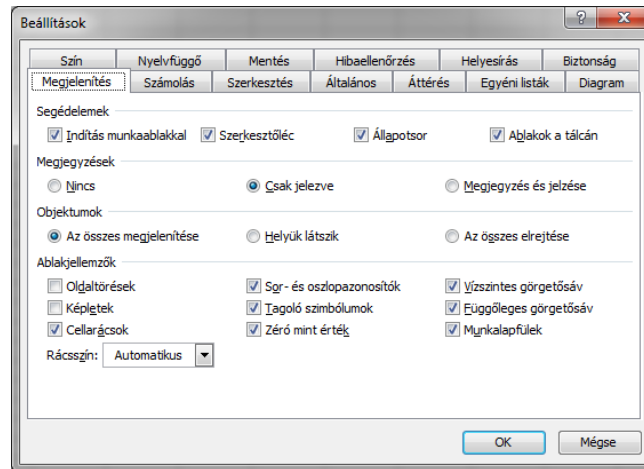 Beállítások
Szín Nyelvfüggő Mentés Hibaellenőrzés Helyesírás Biztonság
Megjelenítés Számolás Szerkesztés Általános Áttérés Egyéni listák Diagram
Segédelemek
Indítás munkaablakkal Szerkesztőléc Állapotsor Ablakok a tálcán
Megjegyzések
Nincs Csak jelezve Megjegyzés és jelzése
Objektumok
Az összes megjelenítése Helyük látszik Az összes elrejtése
Ablakjellemzők
Oldaltörések Sor- és oszlopazonosítók Vízszintes görgetősáv
Képletek Tagoló szimbólumok Függőleges görgetősáv
Cellarácsok Zéró mint érték Munkalapfülek
Rácsszín: Automatikus
OK Mégse